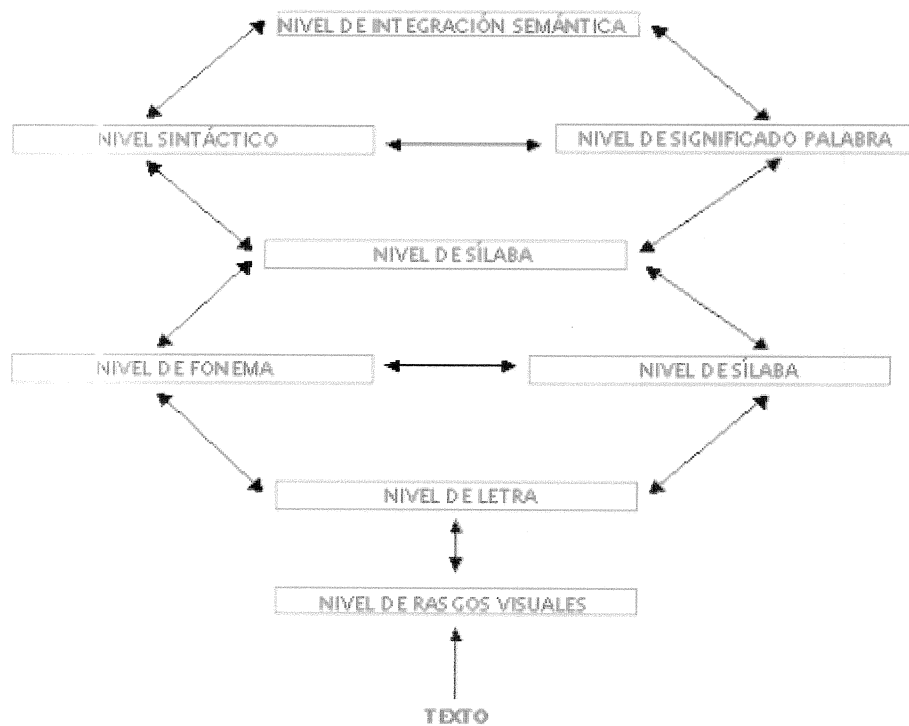 NIVEL DE INTEGRACIÓN SEMÁNTICA
NIVEL SINTÁCTICO
NIVEL DE SIGNIFICADO PALABRA
NIVEL DE SÍLABA
NIVEL DE FONEMA
NIVEL DE SÍLABA
NIVEL DE LETRA
NIVEL DE RASGOS VISUALES
TEXTO